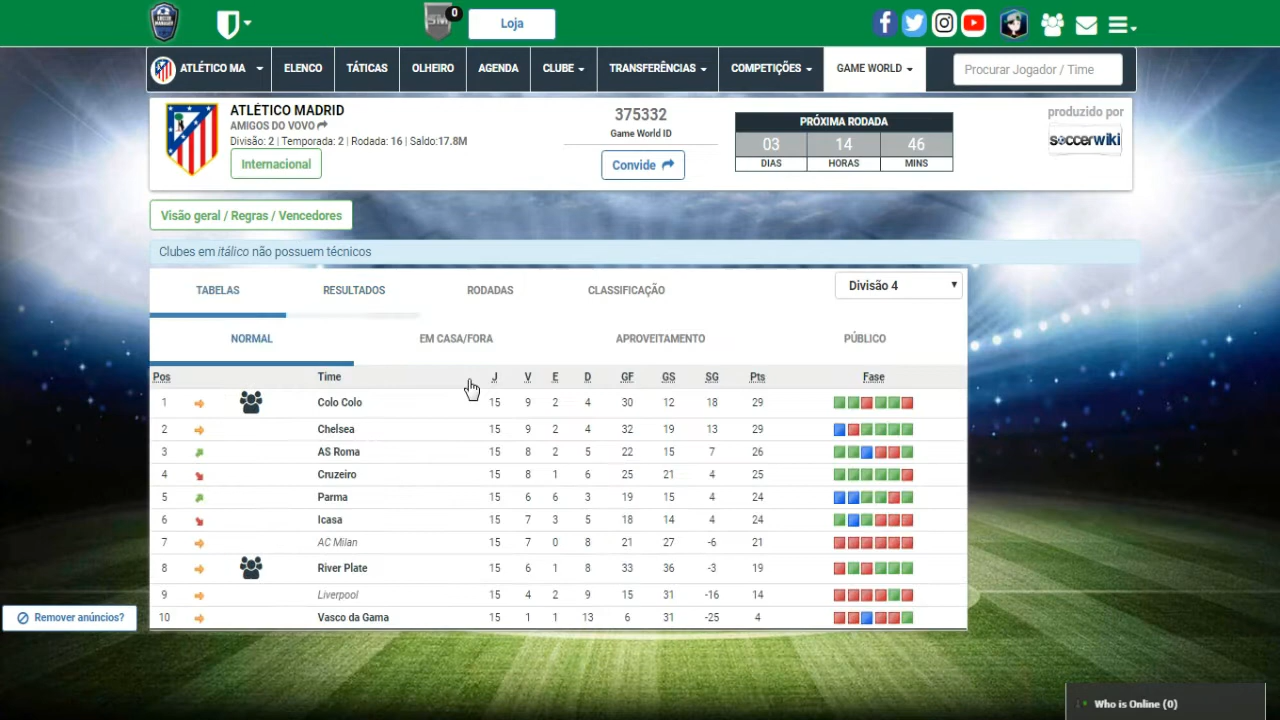 SM 0 Loja
ATLÉTICO MA ELENCO TÁTICAS OLHEIRO AGENDA CLUBE TRANSFERÊNCIAS COMPETIÇÕES GAME WORLD Procurar Jogador / Time
ATLÉTICO MADRID
AMIGOS DO VOVO
Divisão: 2 | Temporada: 2 | Rodada: 16 | Saldo:17.8M
Internacional
375332
Game World ID
Convide
PRÓXIMA RODADA
03 14 46
DIAS HORAS MINS
produzido por
soccerwiki
Visão geral / Regras / Vencedores
Clubes em itálico não possuem técnicos
TABELAS RESULTADOS RODADAS CLASSIFICAÇÃO Divisão 4
NORMAL EM CASA/FORA APROVEITAMENTO PÚBLICO
Pos Time J V E D GF GS SG Pts Fase
1 Colo Colo 15 9 2 4 30 12 18 29
2 Chelsea 15 9 2 4 32 19 13 29
3 AS Roma 15 8 2 5 22 15 7 26
4 Cruzeiro 15 8 1 6 25 21 4 25
5 Parma 15 6 6 3 19 15 4 24
6 Icasa 15 7 3 5 18 14 4 24
7 AC Milan 15 7 0 8 21 27 -6 21
8 River Plate 15 6 1 8 33 36 -3 19
9 Liverpool 15 4 2 9 15 31 -16 14
10 Vasco da Gama 15 1 1 13 6 31 -25 4
Remover anúncios?
Who is Online (0)